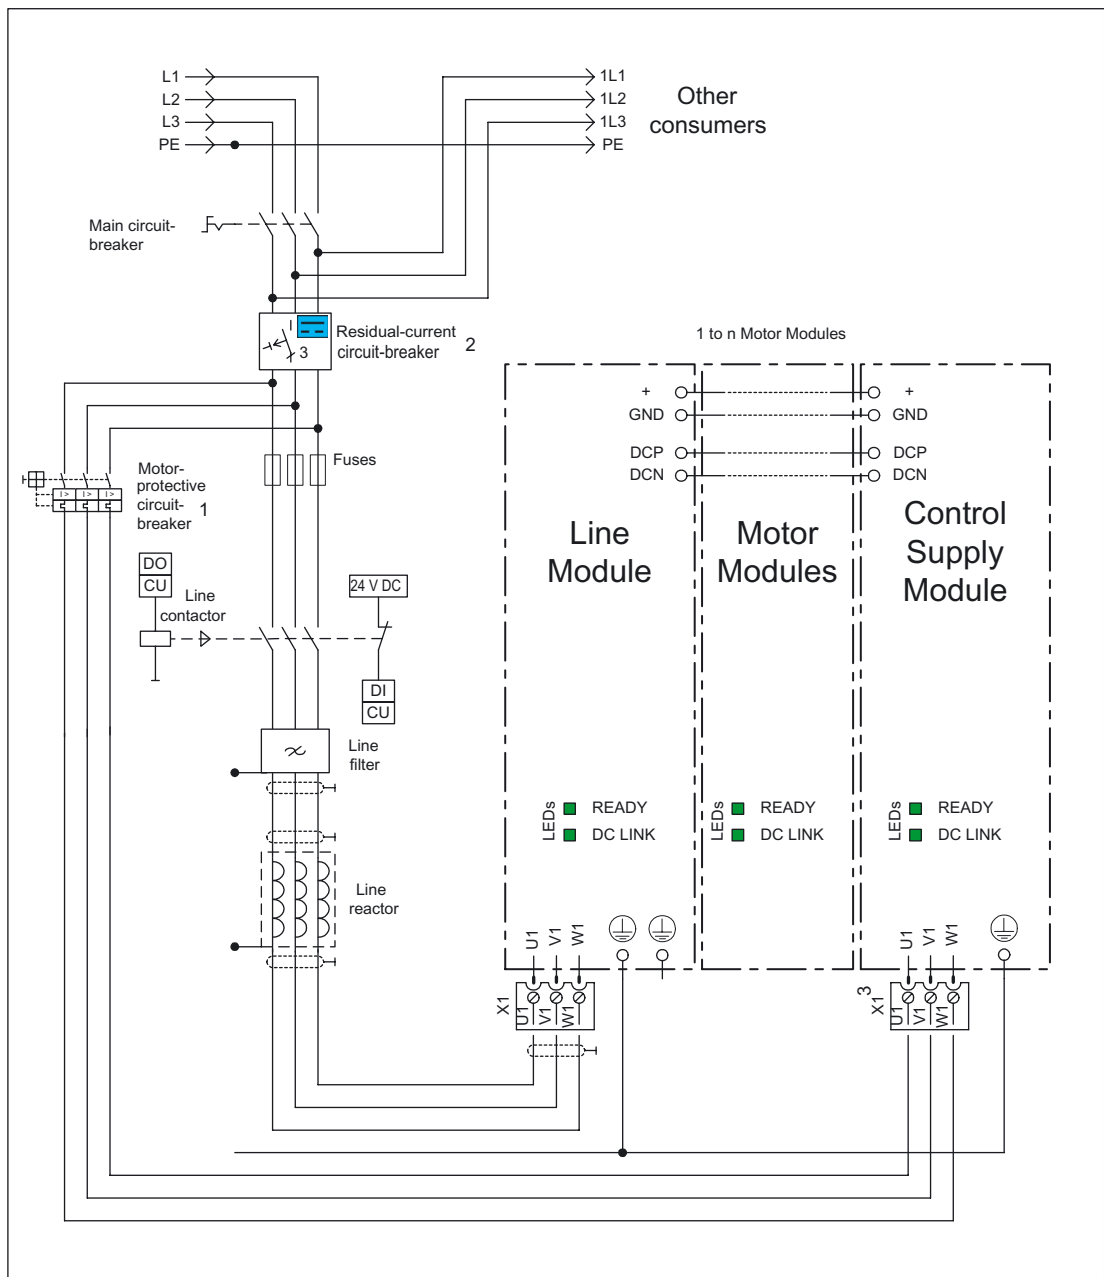 L1
1L1
L2
1L2
L3
1L3
PE
PE
Other
consumers
Main circuit-
breaker
3
Residual-current
circuit-breaker 2
1 to n Motor Modules
+
GND
DCP
DCN
+
GND
DCP
DCN
Fuses
Motor-
protective
circuit-
breaker 1
I >
I >
I >
Line
Module
Motor
Modules
Control
Supply
Module
DO
CU
Line
contactor
24 V DC
DI
CU
Line
filter
Line
reactor
LEDs
READY
DC LINK
LEDs
READY
DC LINK
LEDs
READY
DC LINK
U1
V1
W1
U1
V1
W1
X1
U1
V1
W1
3
X1
U1
V1
W1